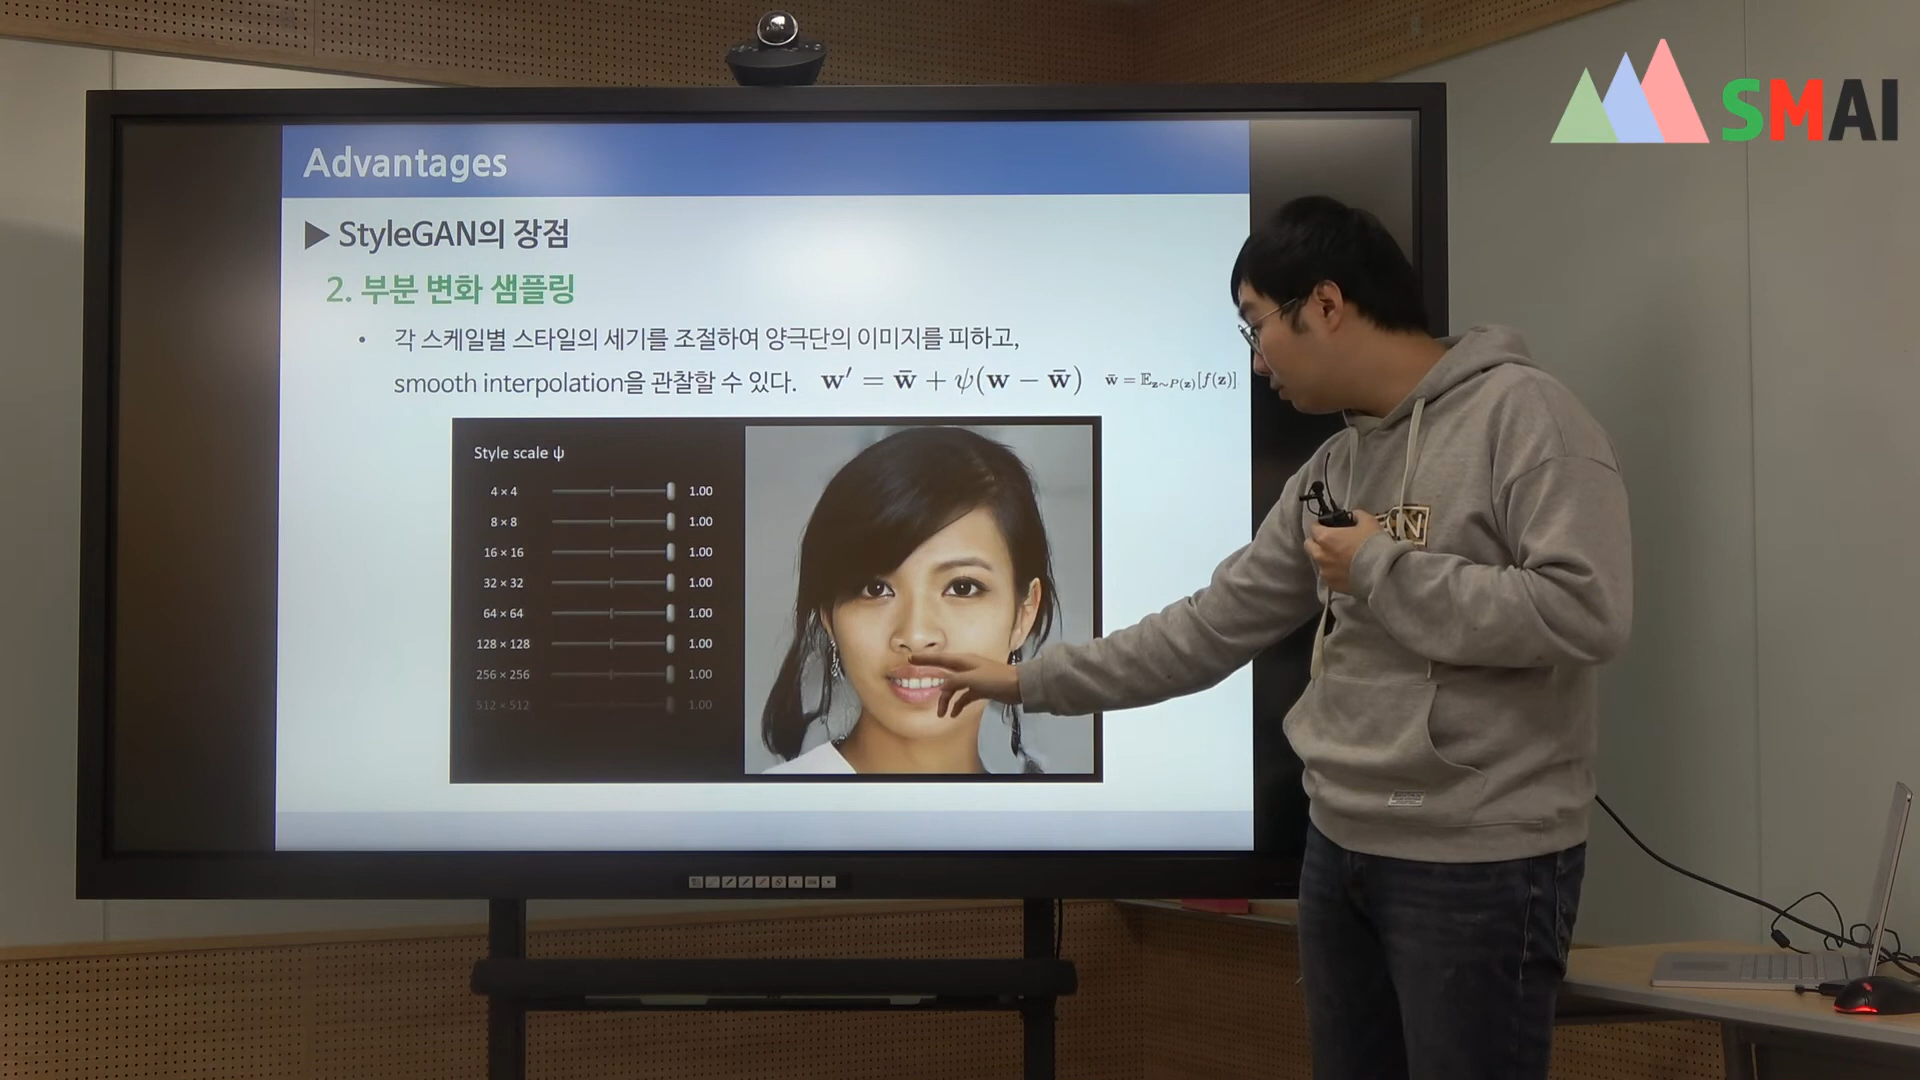 SMAI
Advantages
▶ StyleGAN의 장점
2. 부분 변화 샘플링
• 각 스케일별 스타일의 세기를 조절하여 양극단의 이미지를 피하고,
smooth interpolation을 관찰할 수 있다. w′ = w̄ + ψ(w − w̄) w̄ = 𝔼z∼P(z)[f(z)]
Style scale ψ
4 × 4 1.00
8 × 8 1.00
16 × 16 1.00
32 × 32 1.00
64 × 64 1.00
128 × 128 1.00
256 × 256 1.00
512 × 512 1.00